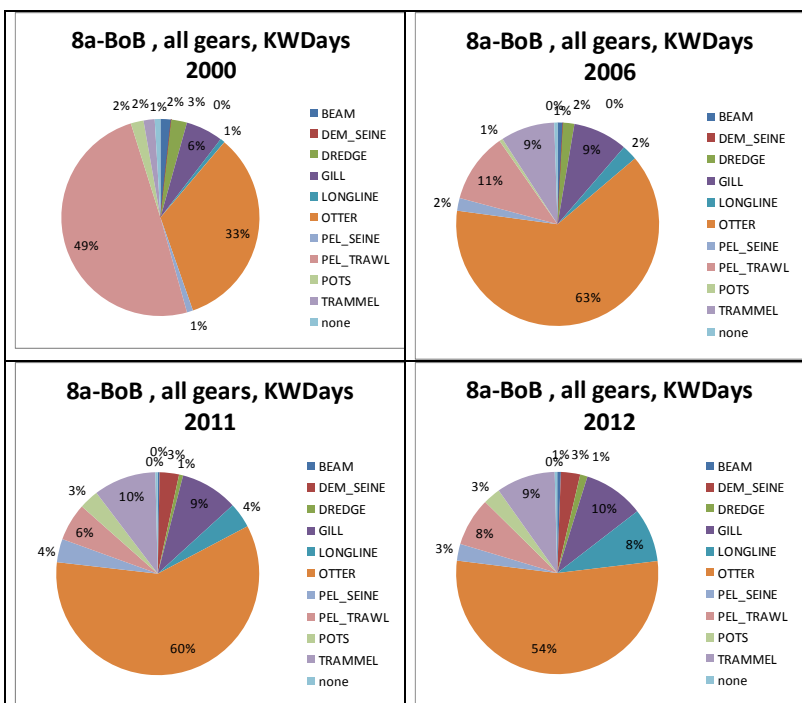 8a-BoB , all gears, KWDays
2000
2% 2% 1% 2% 3% 0%
1%
6%
33%
49%
1%
BEAM
DEM_SEINE
DREDGE
GILL
LONGLINE
OTTER
PEL_SEINE
PEL_TRAWL
POTS
TRAMMEL
none
8a-BoB , all gears, KWDays
2006
0% 1% 2% 0%
1%
9%
9%
2%
11%
2%
63%
BEAM
DEM_SEINE
DREDGE
GILL
LONGLINE
OTTER
PEL_SEINE
PEL_TRAWL
POTS
TRAMMEL
none
8a-BoB , all gears, KWDays
2011
0% 3%
0% 1%
3%
10%
9%
4%
6%
4%
60%
BEAM
DEM_SEINE
DREDGE
GILL
LONGLINE
OTTER
PEL_SEINE
PEL_TRAWL
POTS
TRAMMEL
none
8a-BoB , all gears, KWDays
2012
1% 3% 1%
0%
3%
9%
10%
8%
8%
3%
54%
BEAM
DEM_SEINE
DREDGE
GILL
LONGLINE
OTTER
PEL_SEINE
PEL_TRAWL
POTS
TRAMMEL
none